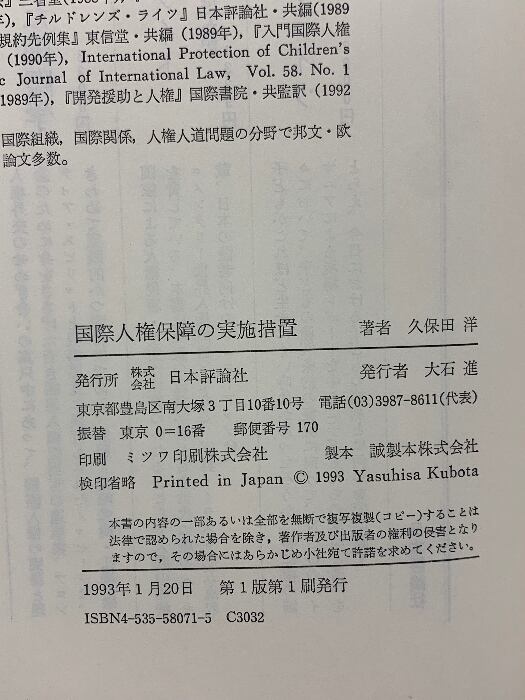 三省堂
『チルドレンズ・ライツ』日本評論社・共編(1989
規約先例集』東信堂・共編(1989年),『入門国際人権
(1990年), International Protection of Children's
c Journal of International Law, Vol. 58. No. 1
1989年),『開発援助と人権』国際書院・共監訳(1992
国際組織,国際関係,人権人道問題の分野で邦文・欧
論文多数。
国際人権保障の実施措置 著者 久保田 洋
発行所 株式会社 日本評論社 発行者 大石 進
東京都豊島区南大塚3丁目10番10号 電話(03)3987-8611(代表)
振替 東京 0=16番 郵便番号 170
印刷 ミツワ印刷株式会社 製本 誠製本株式会社
検印省略 Printed in Japan © 1993 Yasuhisa Kubota
本書の内容の一部あるいは全部を無断で複写複製(コピー)することは
法律で認められた場合を除き,著作者及び出版者の権利の侵害となり
ますので,その場合にはあらかじめ小社宛て許諾を求めてください。
1993年1月20日 第1版第1刷発行
ISBN4-535-58071-5 C3032